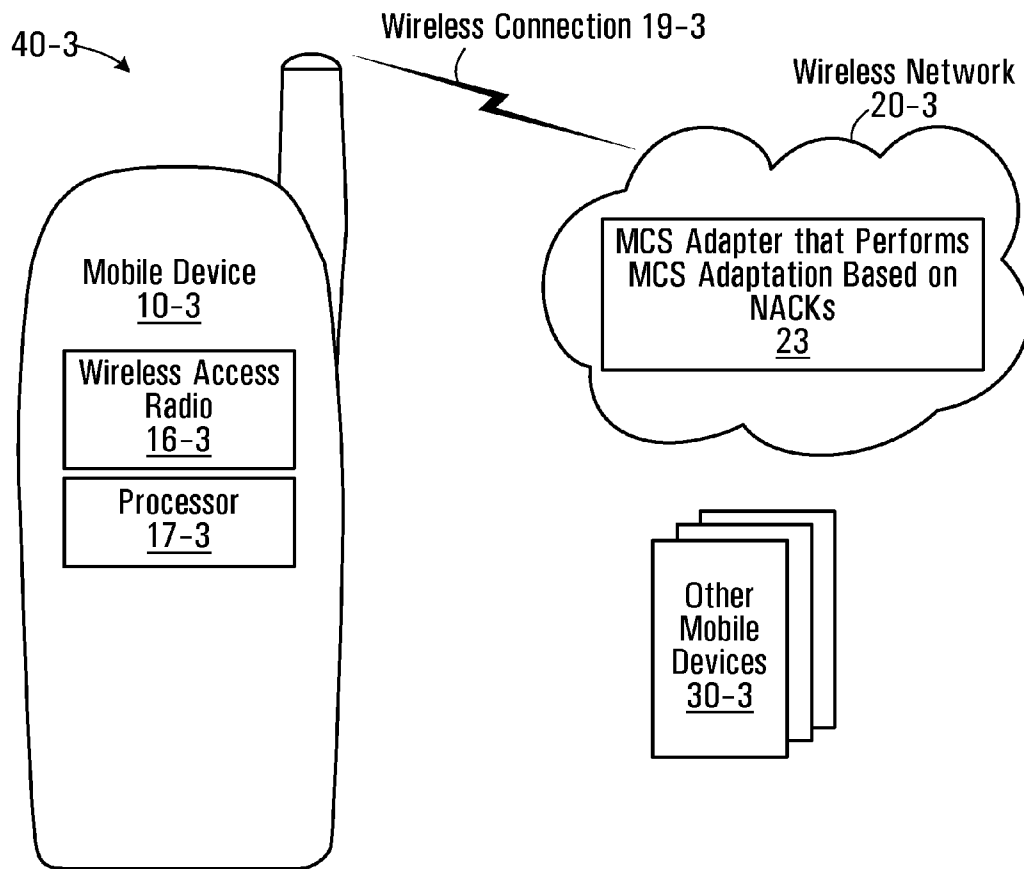 40-3
Wireless Connection 19-3
Wireless Network
20-3
MCS Adapter that Performs
MCS Adaptation Based on
NACKs
23
Mobile Device
10-3
Wireless Access
Radio
16-3
Processor
17-3
Other
Mobile
Devices
30-3